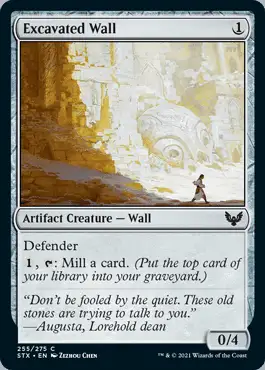 Excavated Wall 1
Artifact Creature — Wall
Defender
1, T: Mill a card. (Put the top card of
your library into your graveyard.)
“Don’t be fooled by the quiet. These old
stones are trying to talk to you.”
—Augusta, Lorehold dean
0/4
255/275 C
STX • EN ZEZHOU CHEN
™ & © 2021 Wizards of the Coast